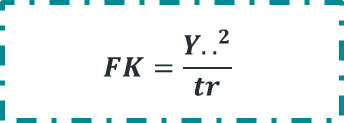 FK = Y..² / tr